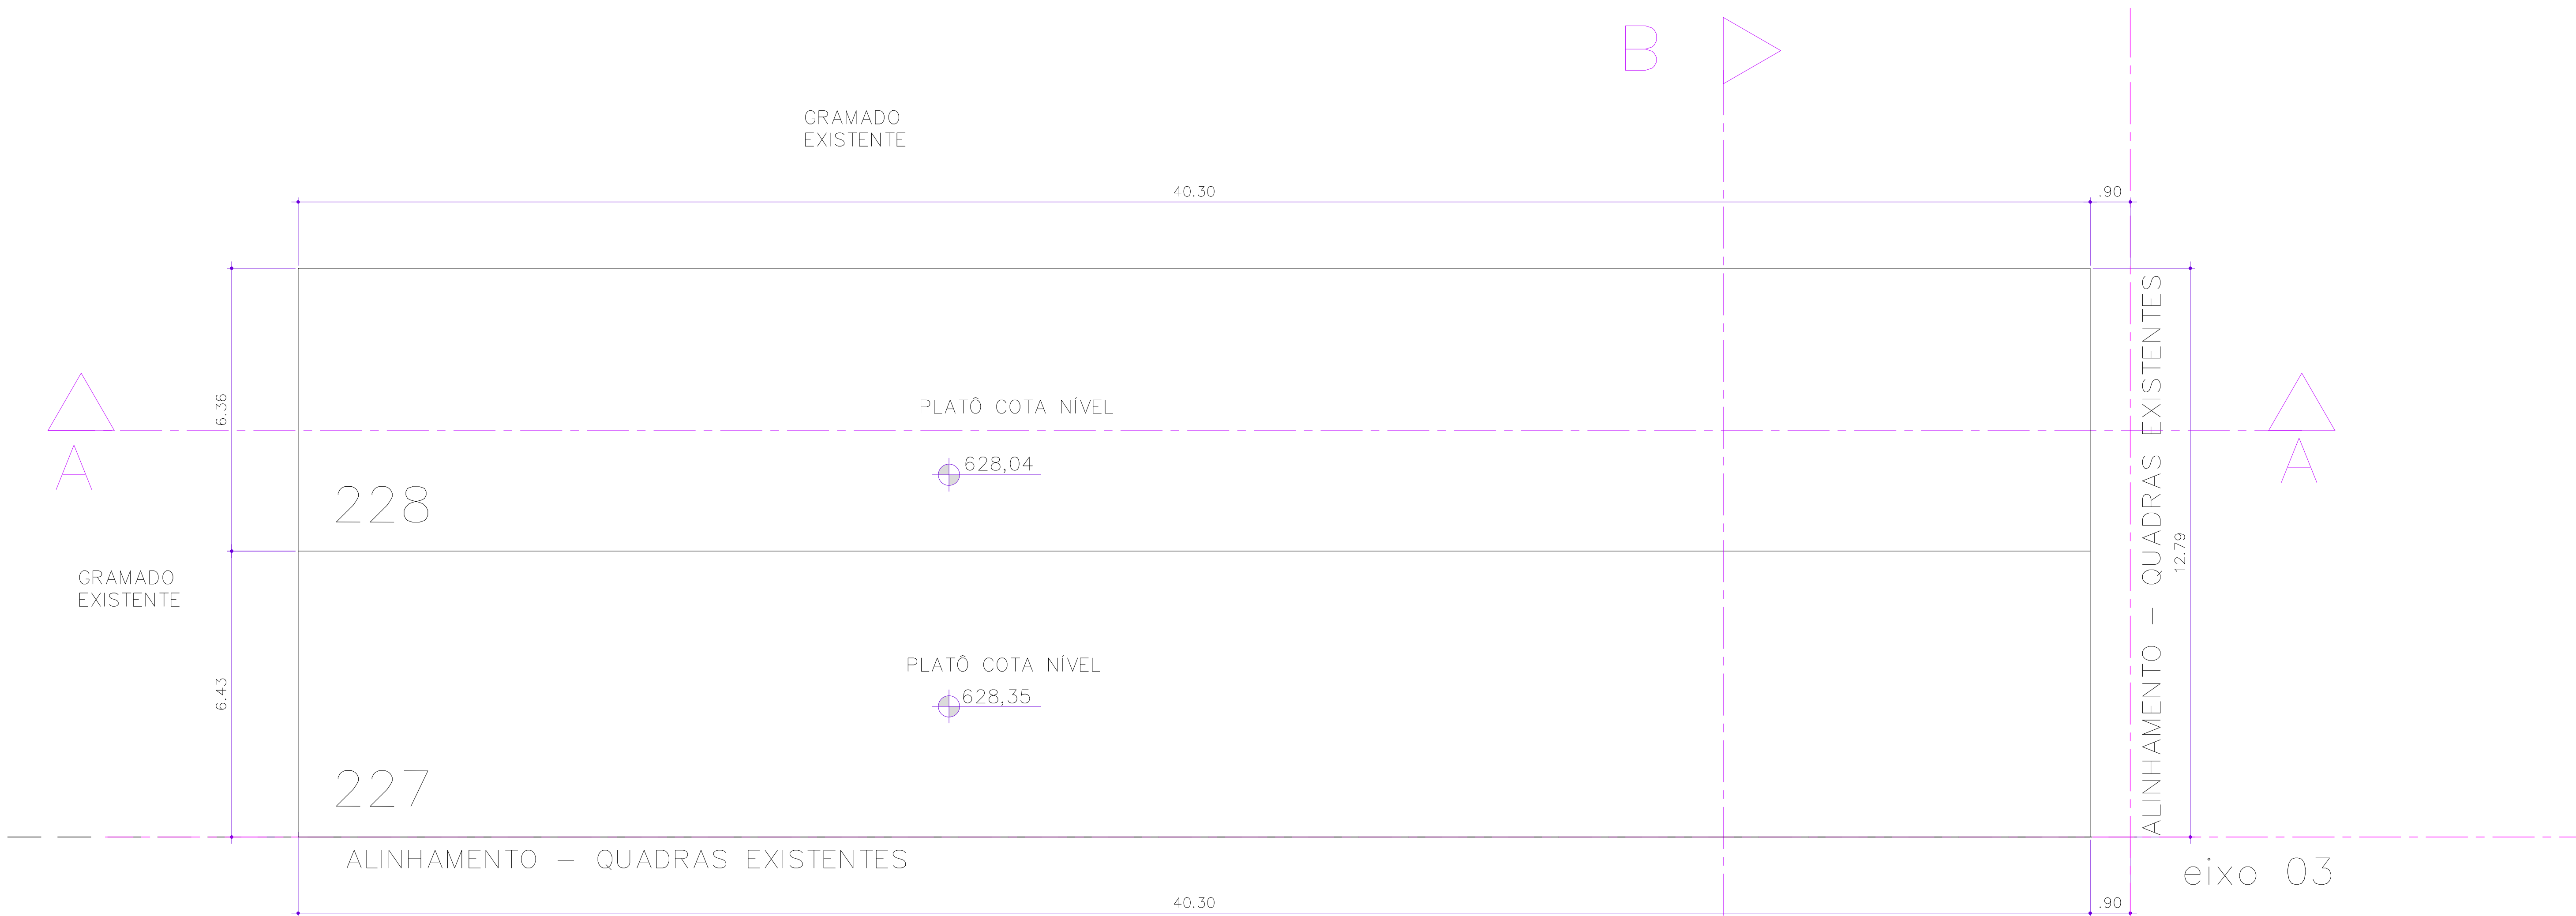 B
GRAMADO
EXISTENTE
40.30
.90
6.36
PLATÔ COTA NÍVEL
A
A
628,04
228
ALINHAMENTO - QUADRAS EXISTENTES
12.79
GRAMADO
EXISTENTE
PLATÔ COTA NÍVEL
628,35
6.43
227
ALINHAMENTO - QUADRAS EXISTENTES
eixo 03
40.30
.90